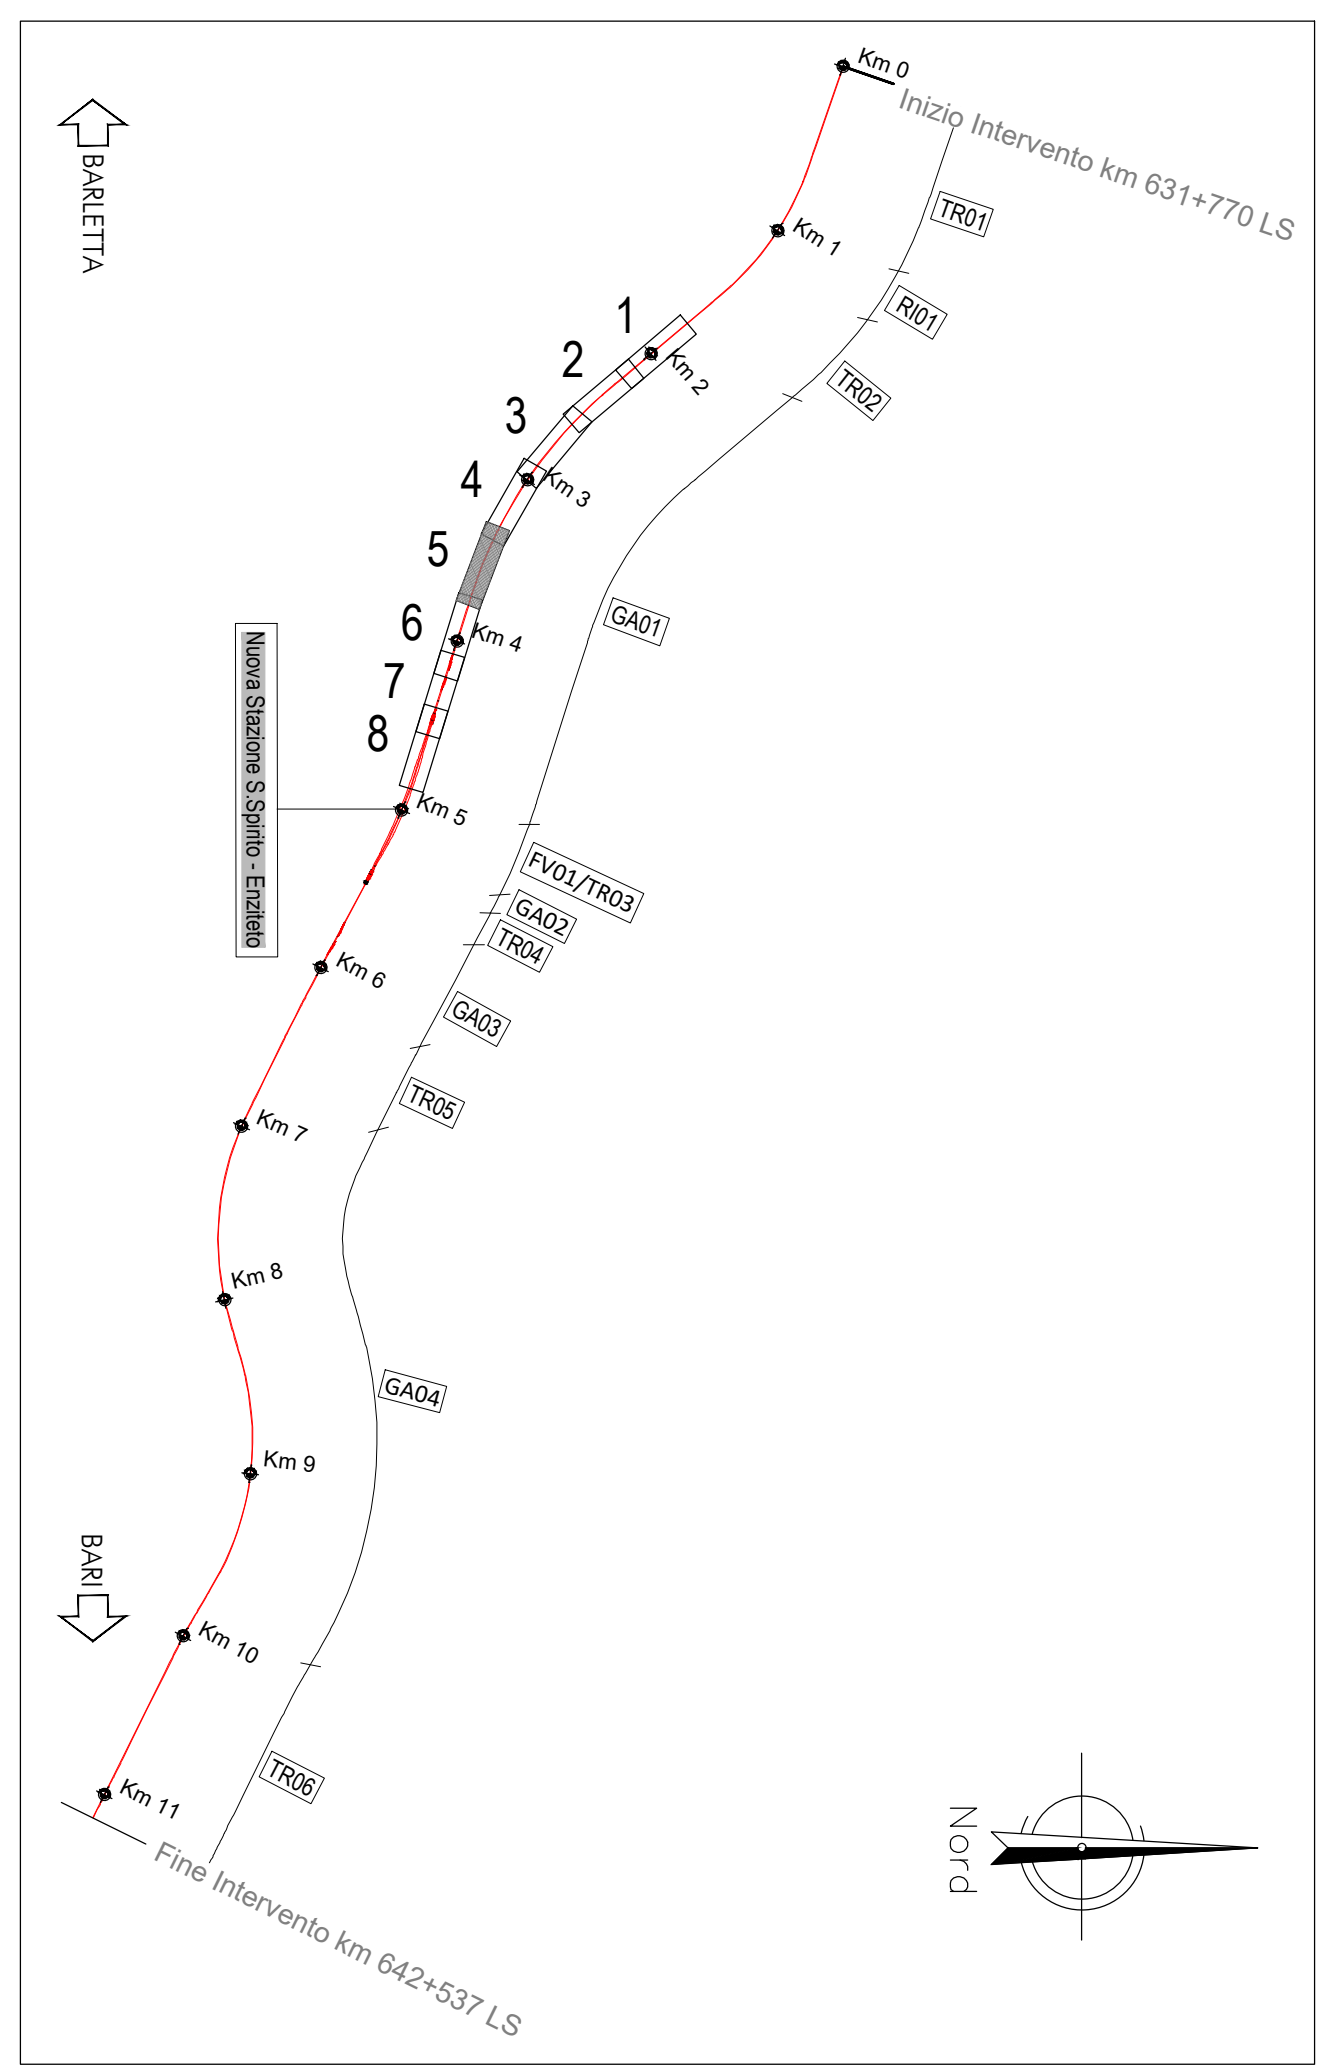 Km 0
Inizio Intervento km 631+770 LS
BARLETTA
TR01
Km 1
RI01
1
Km 2
2
TR02
3
Km 3
4
5
GA01
6
Km 4
7
8
Nuova Stazione S.Spirito - Enziteto
Km 5
FV01/TR03
GA02
TR04
Km 6
GA03
TR05
Km 7
Km 8
GA04
Km 9
BARI
Km 10
TR06
Km 11
Fine Intervento km 642+537 LS
Nord